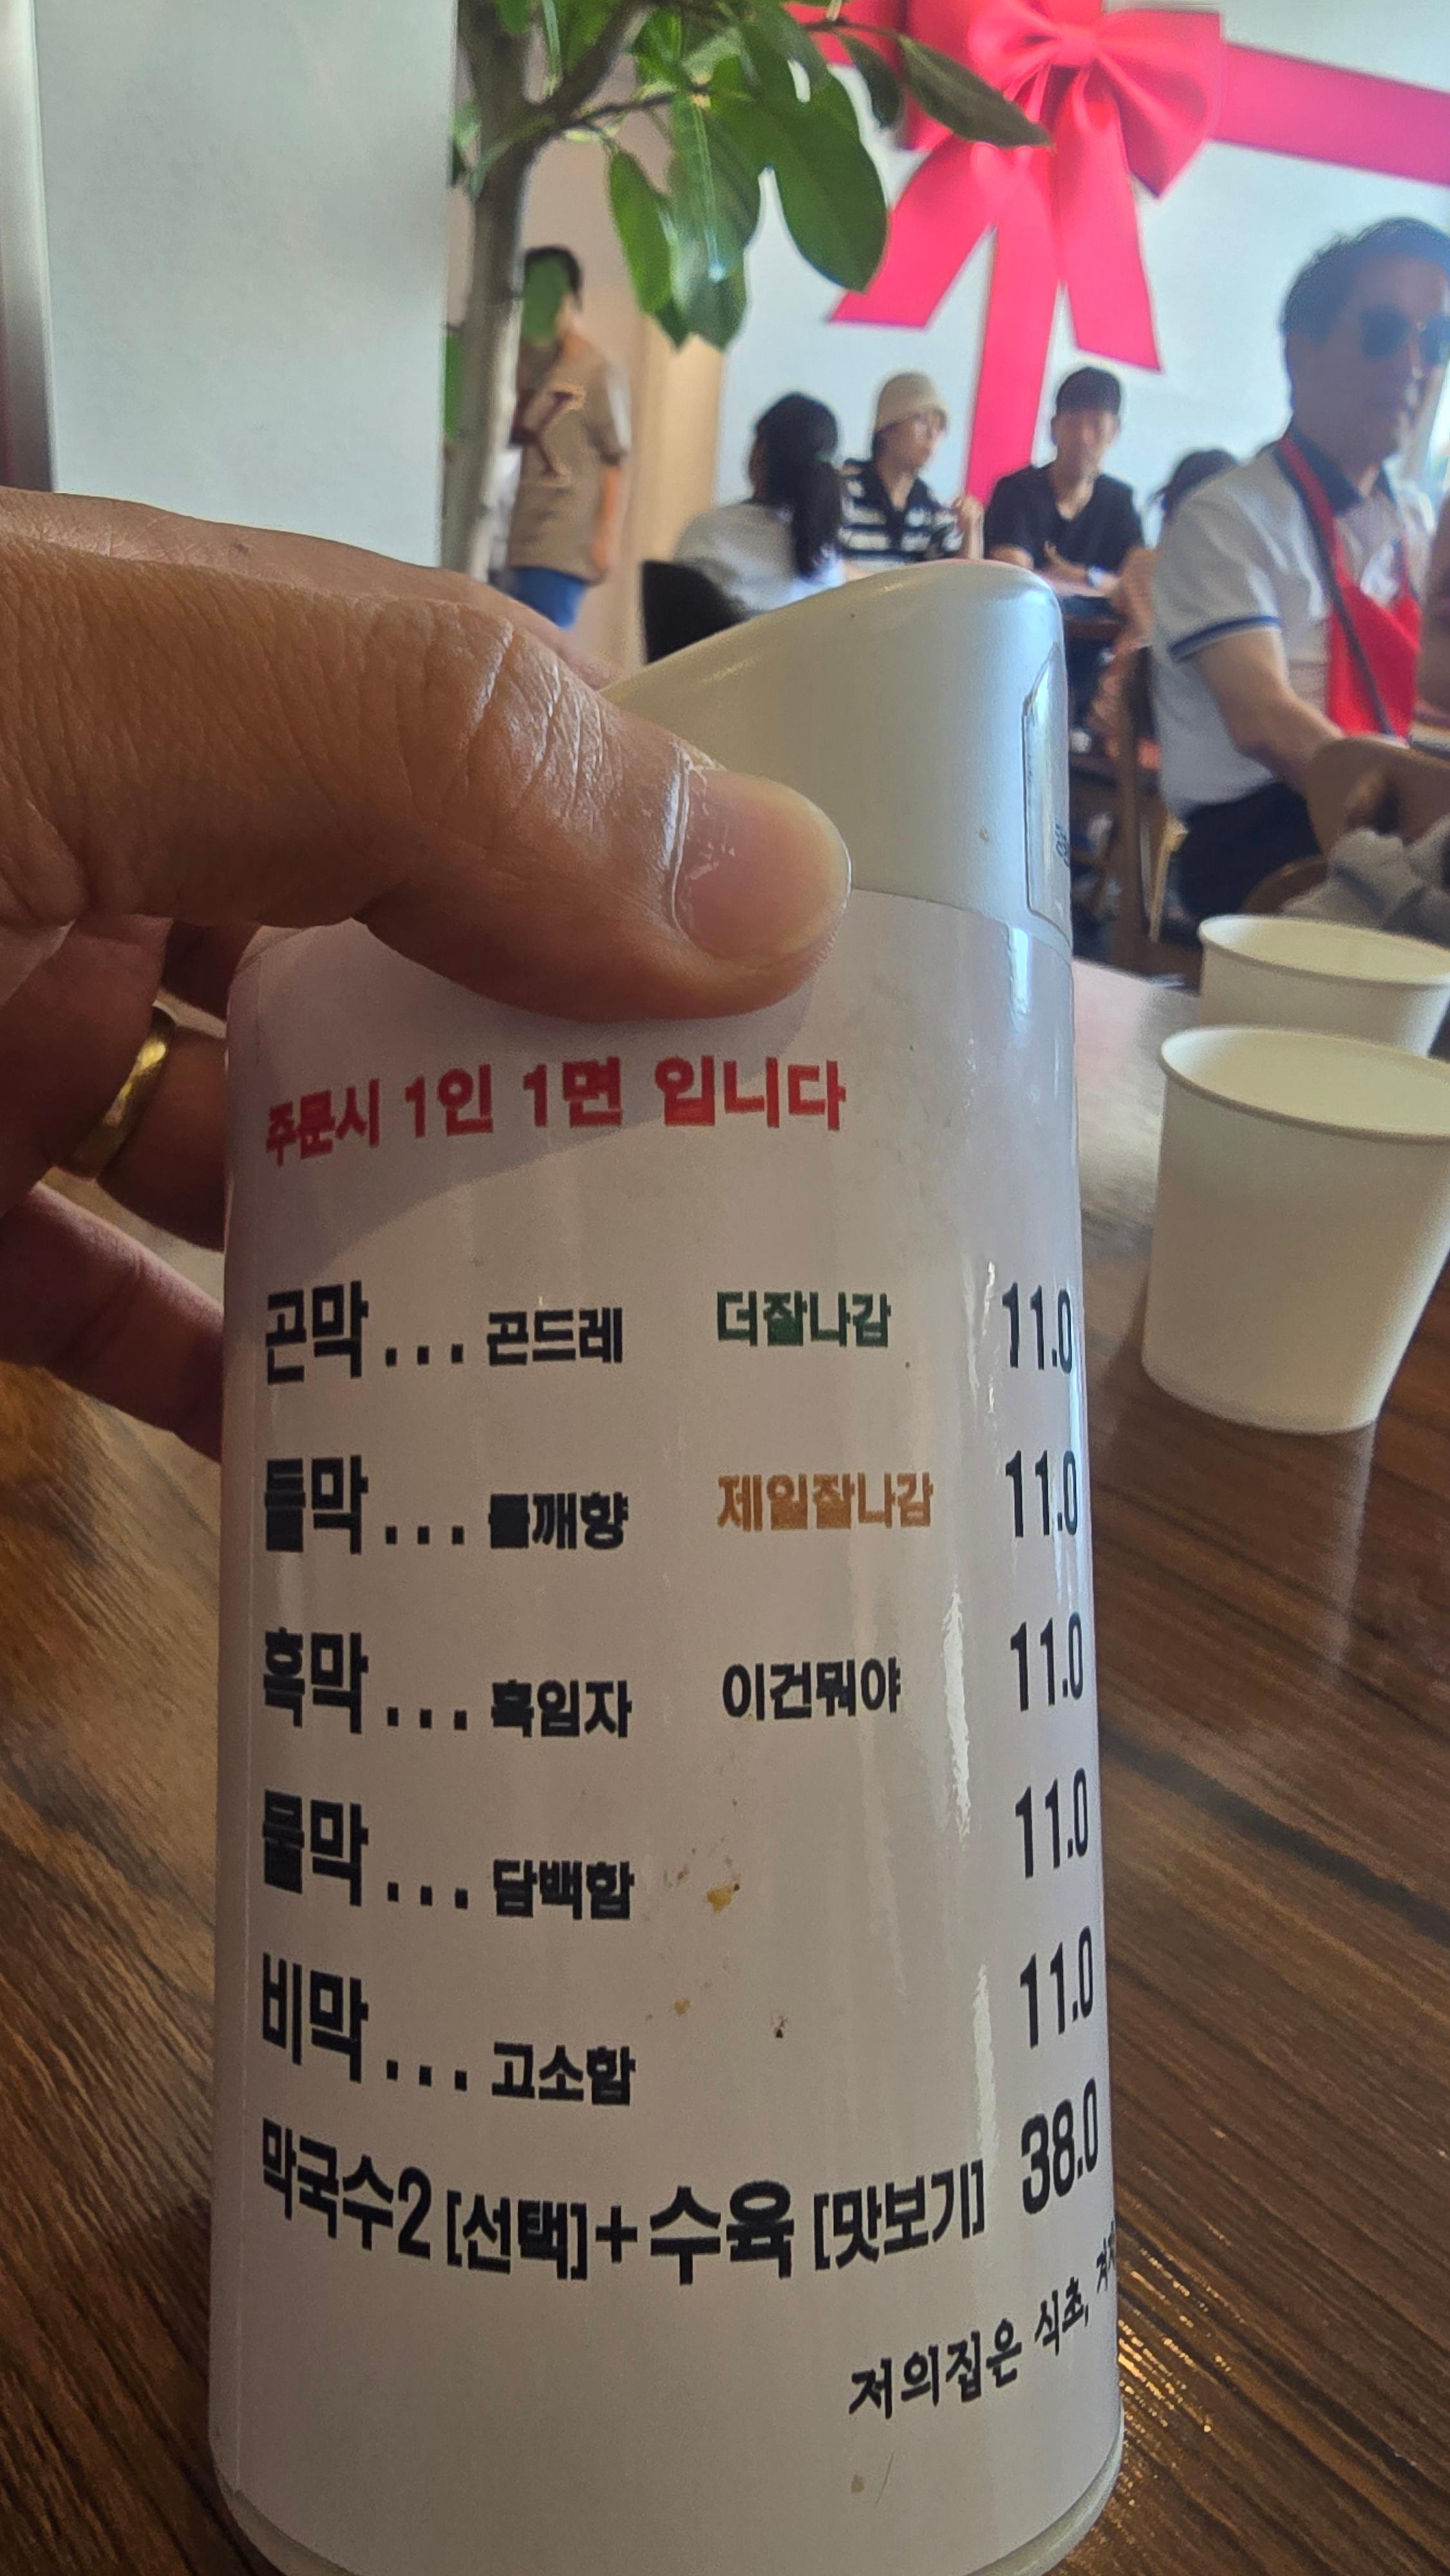 주문시 1인 1면 입니다
곤막... 곤드레 더잘나감 11.0
들막... 들깨향 제일잘나감 11.0
흑막... 흑임자 이건뭐야 11.0
물막... 담백함 11.0
비막... 고소함 11.0
막국수2 [선택]+수육 [맛보기] 38.0
저의집은 식초,